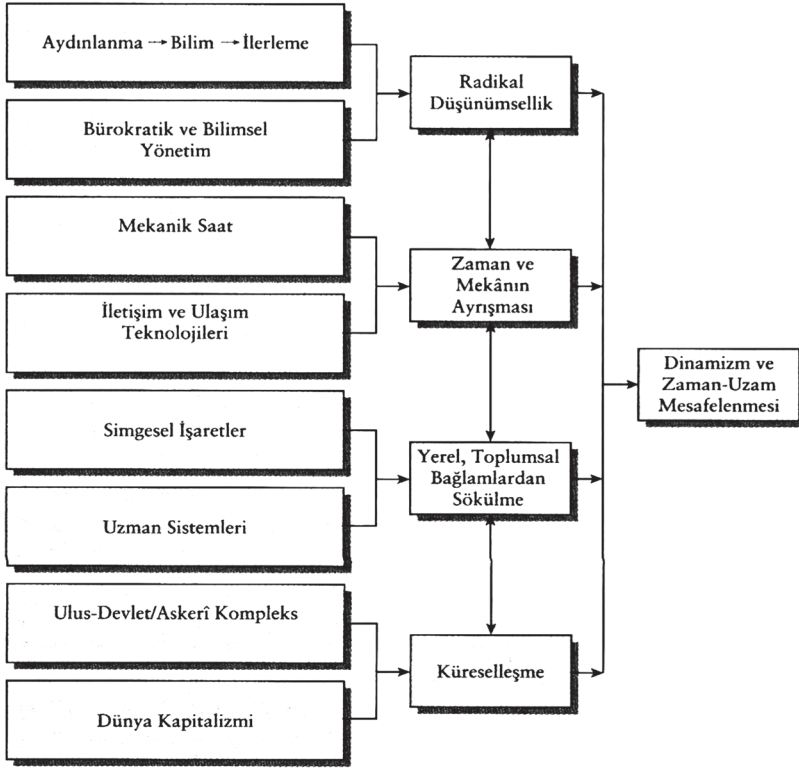 Aydınlanma → Bilim → İlerleme
Bürokratik ve Bilimsel
Yönetim
Mekanik Saat
İletişim ve Ulaşım
Teknolojileri
Simgesel İşaretler
Uzman Sistemleri
Ulus-Devlet/Askerî Kompleks
Dünya Kapitalizmi
Radikal
Düşünümsellik
Zaman ve
Mekânın
Ayrışması
Yerel, Toplumsal
Bağlamlardan
Sökülme
Küreselleşme
Dinamizm ve
Zaman-Uzam
Mesafelenmesi